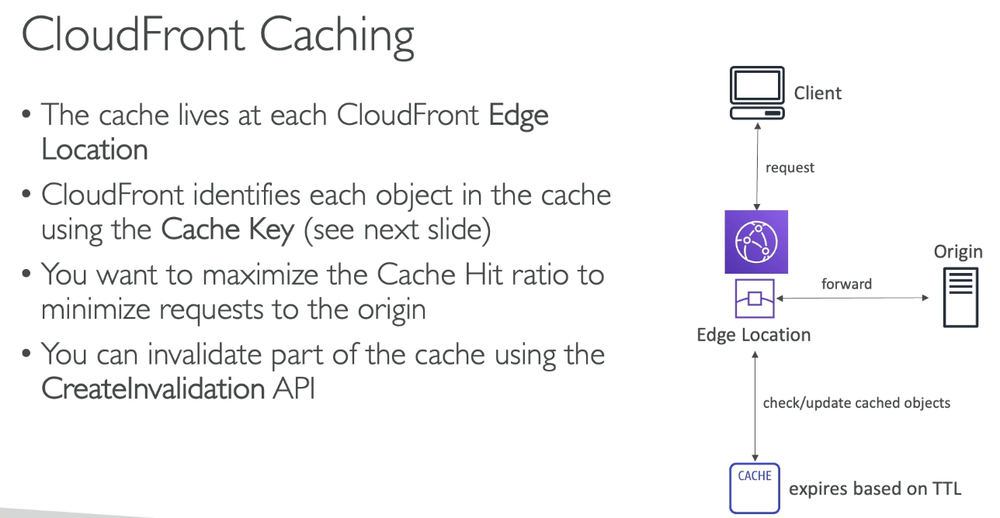 CloudFront Caching
• The cache lives at each CloudFront Edge
Location
• CloudFront identifies each object in the cache
using the Cache Key (see next slide)
• You want to maximize the Cache Hit ratio to
minimize requests to the origin
• You can invalidate part of the cache using the
CreateInvalidation API
Client
request
Origin
forward
Edge Location
check/update cached objects
CACHE
expires based on TTL